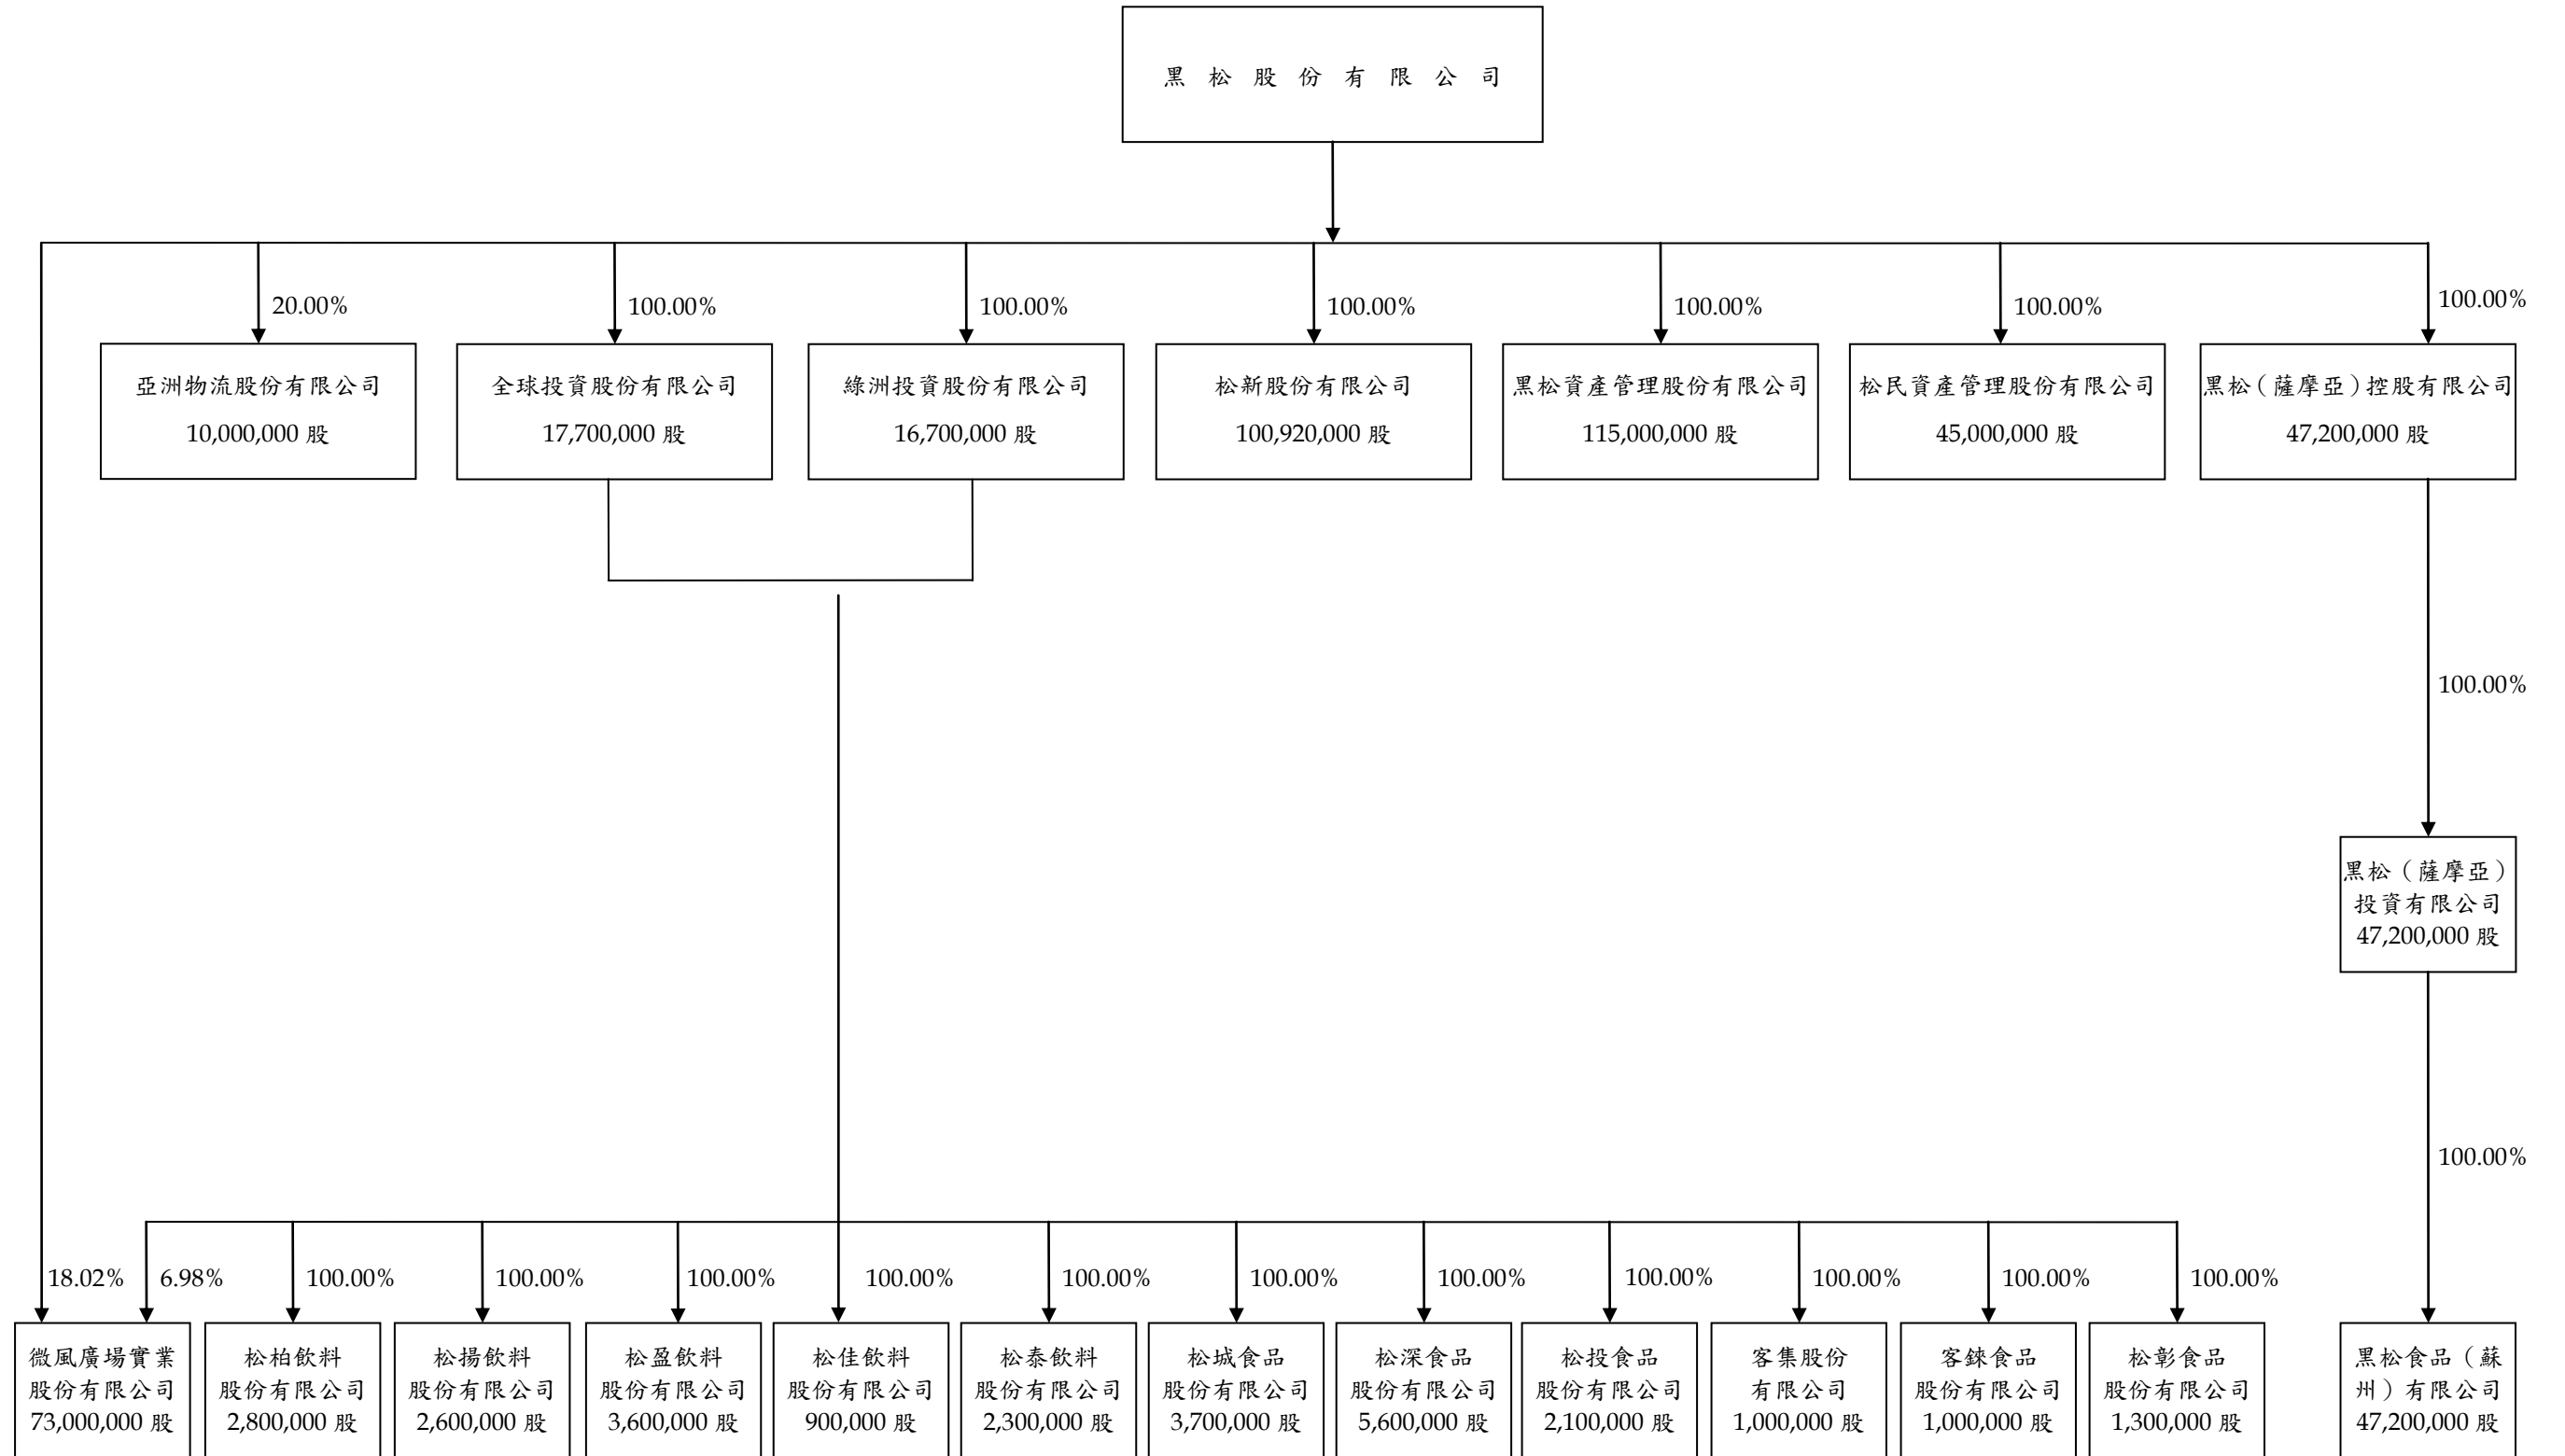 黑松股份有限公司
20.00%
100.00%
100.00%
100.00%
100.00%
100.00%
100.00%
亞洲物流股份有限公司
10,000,000 股
全球投資股份有限公司
17,700,000 股
綠洲投資股份有限公司
16,700,000 股
松新股份有限公司
100,920,000 股
黑松資產管理股份有限公司
115,000,000 股
松民資產管理股份有限公司
45,000,000 股
黑松（薩摩亞）控股有限公司
47,200,000 股
100.00%
黑松（薩摩亞）
投資有限公司
47,200,000 股
100.00%
18.02%
6.98%
100.00%
100.00%
100.00%
100.00%
100.00%
100.00%
100.00%
100.00%
100.00%
100.00%
100.00%
微風廣場實業
股份有限公司
73,000,000 股
松柏飲料
股份有限公司
2,800,000 股
松揚飲料
股份有限公司
2,600,000 股
松盈飲料
股份有限公司
3,600,000 股
松佳飲料
股份有限公司
900,000 股
松泰飲料
股份有限公司
2,300,000 股
松城食品
股份有限公司
3,700,000 股
松深食品
股份有限公司
5,600,000 股
松投食品
股份有限公司
2,100,000 股
客集股份
有限公司
1,000,000 股
客錸食品
股份有限公司
1,000,000 股
松彰食品
股份有限公司
1,300,000 股
黑松食品（蘇
州）有限公司
47,200,000 股